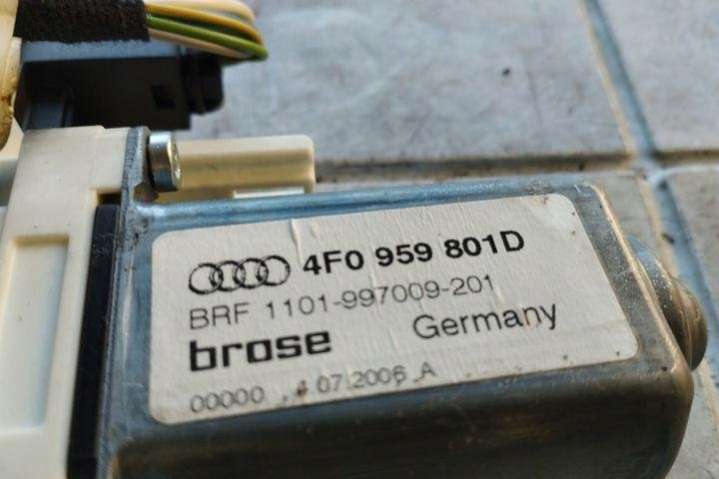 4F0 959 801D
BRF 1101-997009-201
brose Germany
00000 07.2006 A